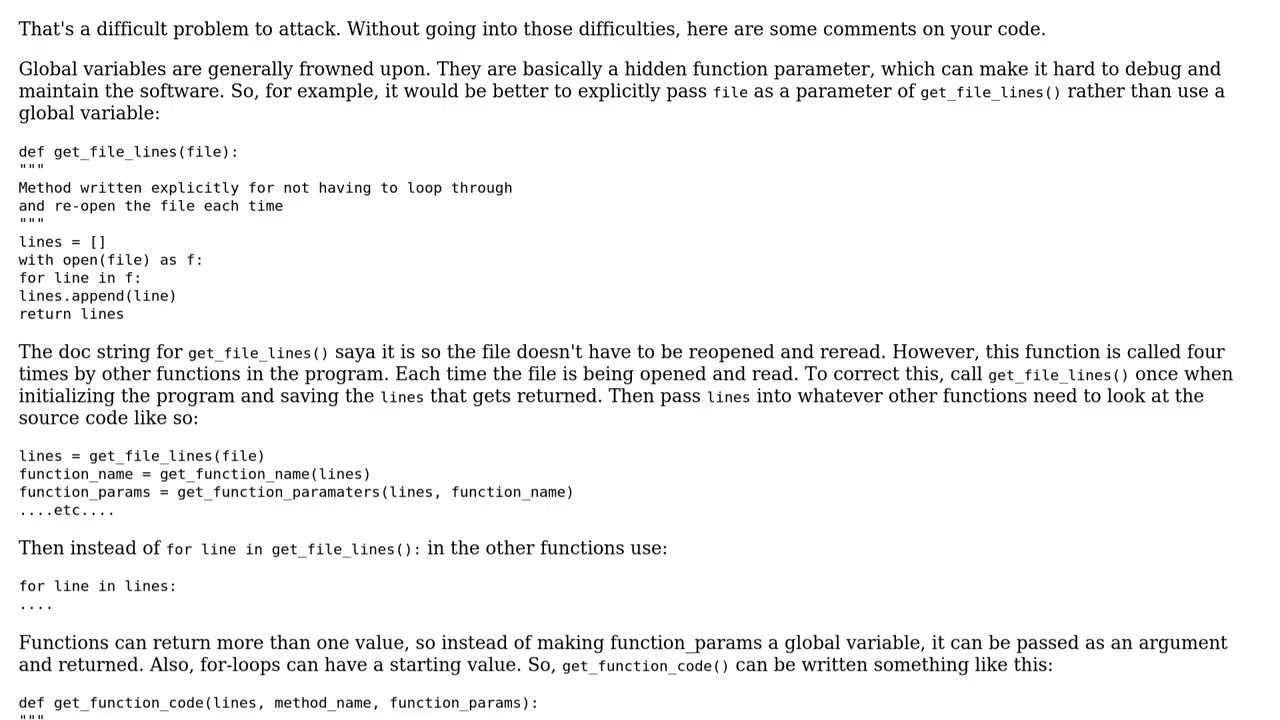 That's a difficult problem to attack. Without going into those difficulties, here are some comments on your code.
Global variables are generally frowned upon. They are basically a hidden function parameter, which can make it hard to debug and
maintain the software. So, for example, it would be better to explicitly pass file as a parameter of get_file_lines() rather than use a
global variable:
def get_file_lines(file):
"""
Method written explicitly for not having to loop through
and re-open the file each time
"""
lines = []
with open(file) as f:
for line in f:
lines.append(line)
return lines
The doc string for get_file_lines() saya it is so the file doesn't have to be reopened and reread. However, this function is called four
times by other functions in the program. Each time the file is being opened and read. To correct this, call get_file_lines() once when
initializing the program and saving the lines that gets returned. Then pass lines into whatever other functions need to look at the
source code like so:
lines = get_file_lines(file)
function_name = get_function_name(lines)
function_params = get_function_paramaters(lines, function_name)
....etc....
Then instead of for line in get_file_lines(): in the other functions use:
for line in lines:
....
Functions can return more than one value, so instead of making function_params a global variable, it can be passed as an argument
and returned. Also, for-loops can have a starting value. So, get_function_code() can be written something like this:
def get_function_code(lines, method_name, function_params):
"""